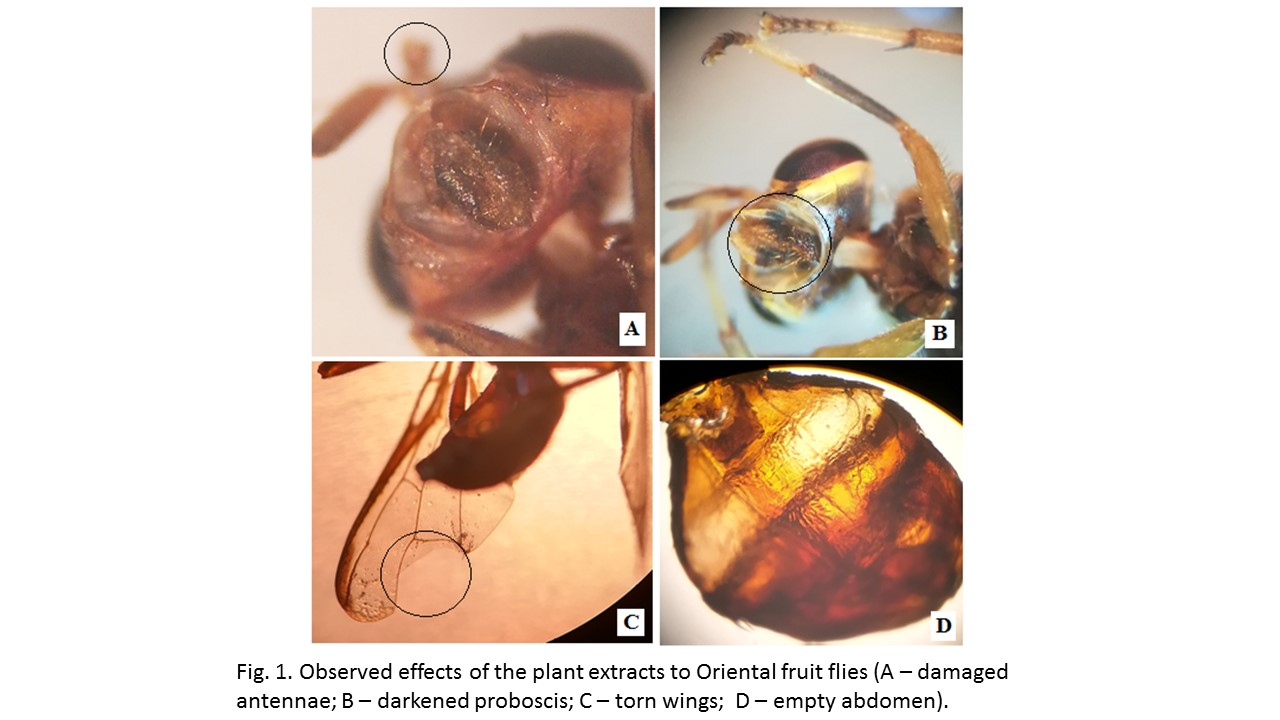 A
B
C
D
Fig. 1. Observed effects of the plant extracts to Oriental fruit flies (A – damaged
antennae; B – darkened proboscis; C – torn wings; D – empty abdomen).